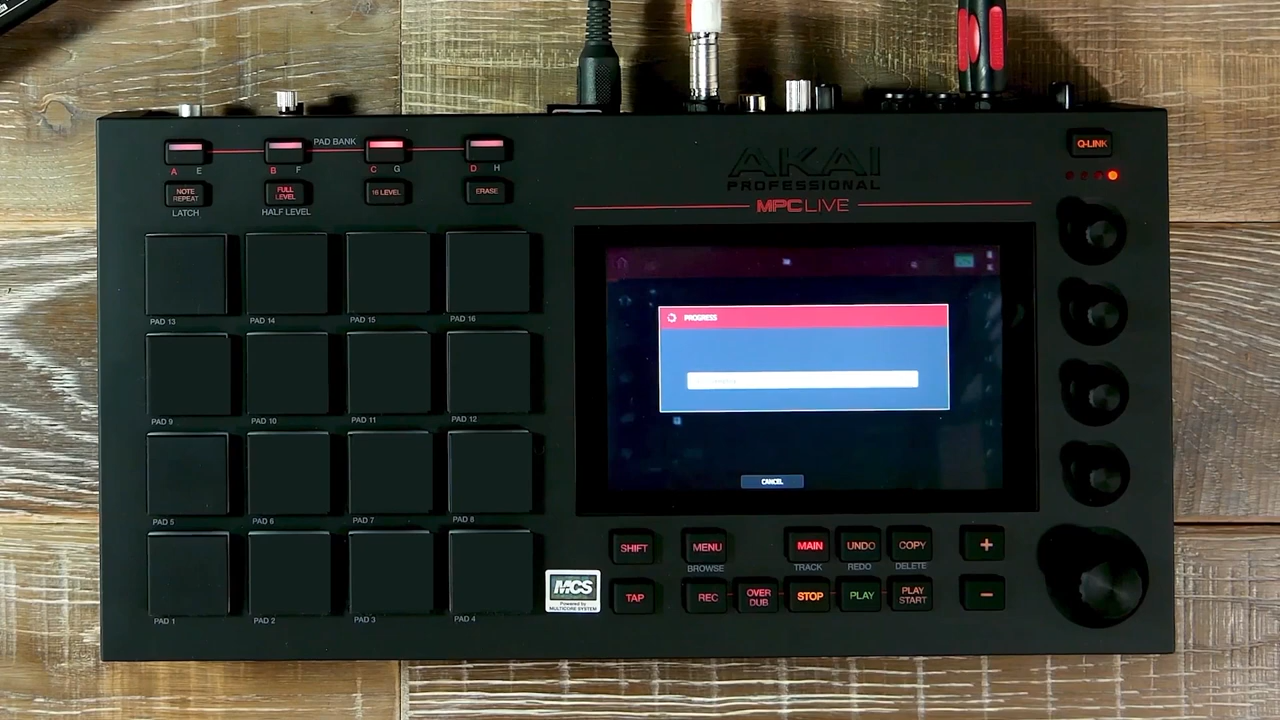 PAD BANK
A E B F C G D H
NOTE
REPEAT
FULL
LEVEL
16 LEVEL
ERASE
LATCH
HALF LEVEL
AKAI
PROFESSIONAL
MPC LIVE
Q-LINK
PROGRESS
CANCEL
PAD 13
PAD 14
PAD 15
PAD 16
PAD 9
PAD 10
PAD 11
PAD 12
PAD 5
PAD 6
PAD 7
PAD 8
PAD 1
PAD 2
PAD 3
PAD 4
MCS
Powered by
MULTICORE SYSTEM
SHIFT
MENU
BROWSE
MAIN
TRACK
UNDO
REDO
COPY
DELETE
+
TAP
REC
OVER
DUB
STOP
PLAY
PLAY
START
−